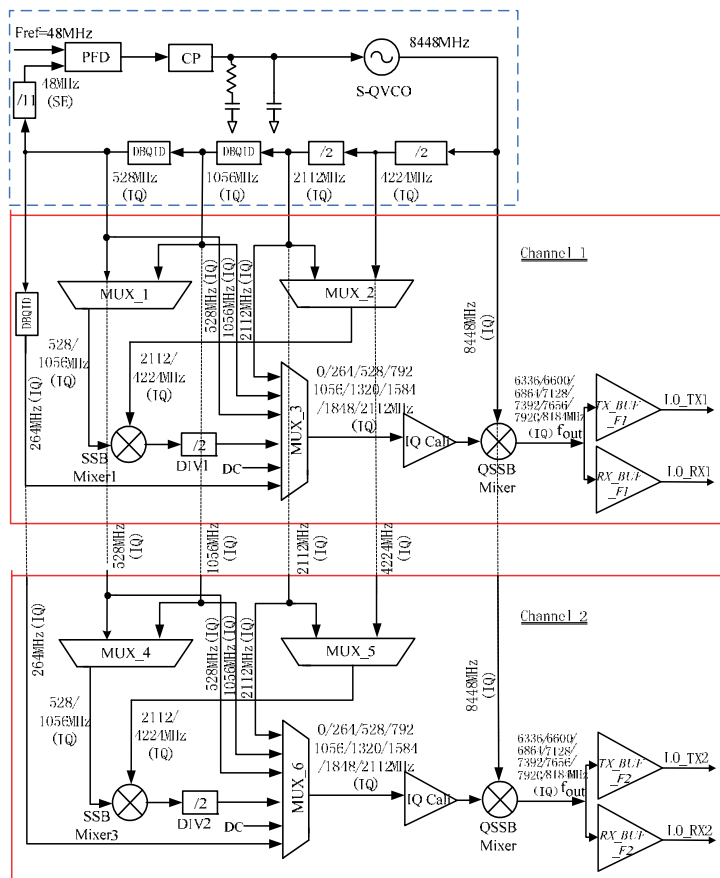 Fref=48MHz
PFD
CP
S-QVCO
8448MHz
/11
48MHz
(SE)
DBQID
DBQID
/2
/2
528MHz
(IQ)
1056MHz
(IQ)
2112MHz
(IQ)
4224MHz
(IQ)
Channel_1
DBQID
MUX_1
MUX_2
528MHz(IQ)
1056MHz(IQ)
2112MHz(IQ)
8448MHz
(IQ)
528/
1056MHz
(IQ)
2112/
4224MHz
(IQ)
264MHz(IQ)
0/264/528/792
1056/1320/1584
/1848/2112MHz
(IQ)
6336/6600/
6864/7128/
7392/7656/
7920/8184MHz
(IQ) fout
MUX_3
SSB
Mixer1
/2
DIV1
DC
IQ Cali
QSSB
Mixer
TX_BUF
_F1
LO_TX1
RX_BUF
_F1
LO_RX1
528MHz
(IQ)
1056MHz
(IQ)
2112MHz
(IQ)
4224MHz
(IQ)
Channel_2
264MHz(IQ)
MUX_4
MUX_5
528MHz(IQ)
1056MHz(IQ)
2112MHz(IQ)
8448MHz
(IQ)
528/
1056MHz
(IQ)
2112/
4224MHz
(IQ)
0/264/528/792
1056/1320/1584
/1848/2112MHz
(IQ)
6336/6600/
6864/7128/
7392/7656/
7920/8184MHz
(IQ) fout
MUX_6
SSB
Mixer3
/2
DIV2
DC
IQ Cali
QSSB
Mixer
TX_BUF
_F2
LO_TX2
RX_BUF
_F2
LO_RX2